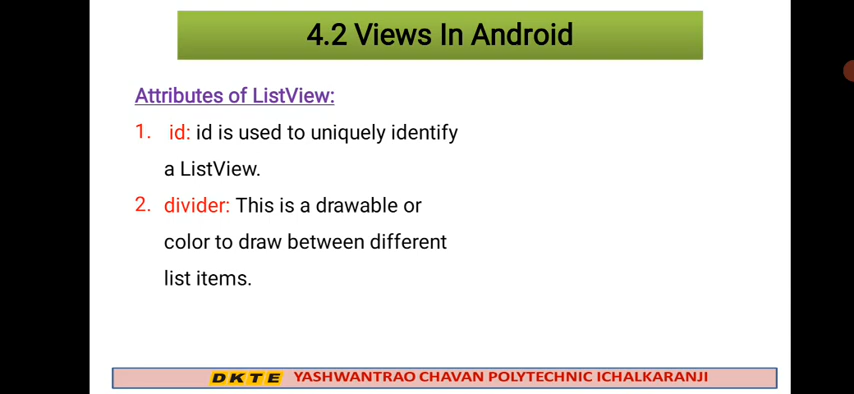 4.2 Views In Android
Attributes of ListView:
1. id: id is used to uniquely identify
a ListView.
2. divider: This is a drawable or
color to draw between different
list items.
DKTE YASHWANTRAO CHAVAN POLYTECHNIC ICHALKARANJI